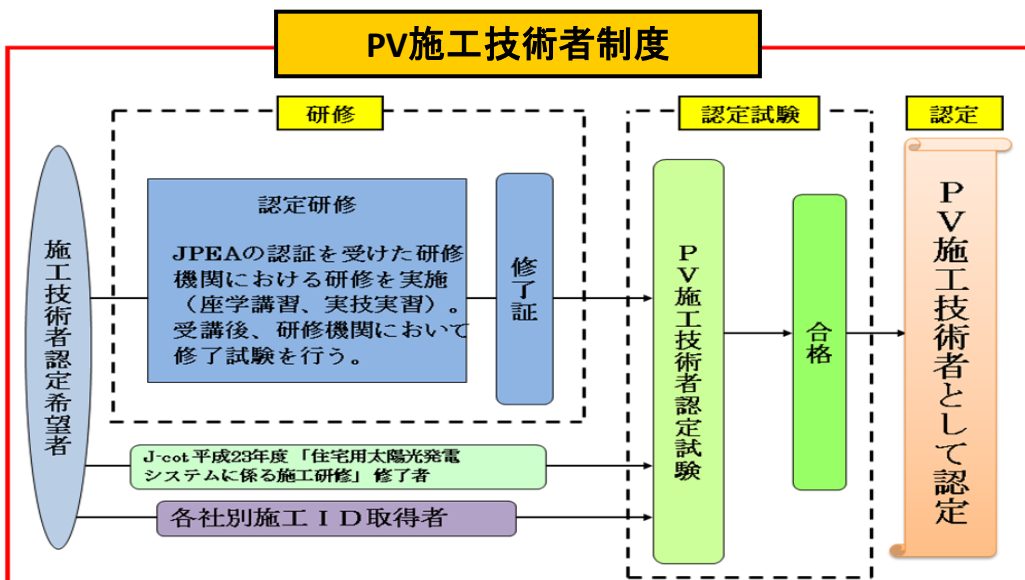 PV施工技術者制度
研修
認定試験
認定
施工技術者認定希望者
認定研修
JPEAの認証を受けた研修
機関における研修を実施
（座学講習、実技実習）。
受講後、研修機関において
修了試験を行う。
修了証
J-cot 平成23年度「住宅用太陽光発電
システムに係る施工研修」修了者
各社別施工ＩＤ取得者
ＰＶ施工技術者認定試験
合格
ＰＶ施工技術者として認定